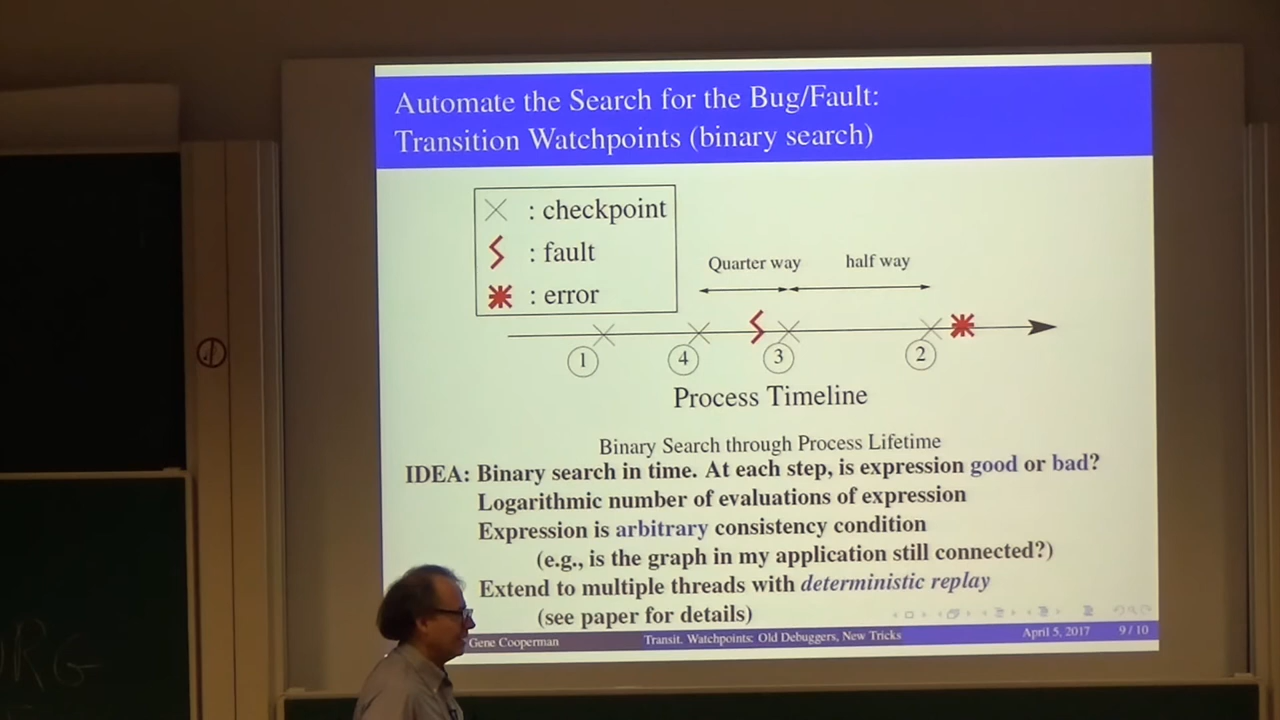 Automate the Search for the Bug/Fault:
Transition Watchpoints (binary search)
: checkpoint
: fault
: error
Quarter way
half way
1
4
3
2
Process Timeline
Binary Search through Process Lifetime
IDEA: Binary search in time. At each step, is expression good or bad?
Logarithmic number of evaluations of expression
Expression is arbitrary consistency condition
(e.g., is the graph in my application still connected?)
Extend to multiple threads with deterministic replay
(see paper for details)
Gene Cooperman
Transit. Watchpoints: Old Debuggers, New Tricks
April 5, 2017
9 / 10
RG